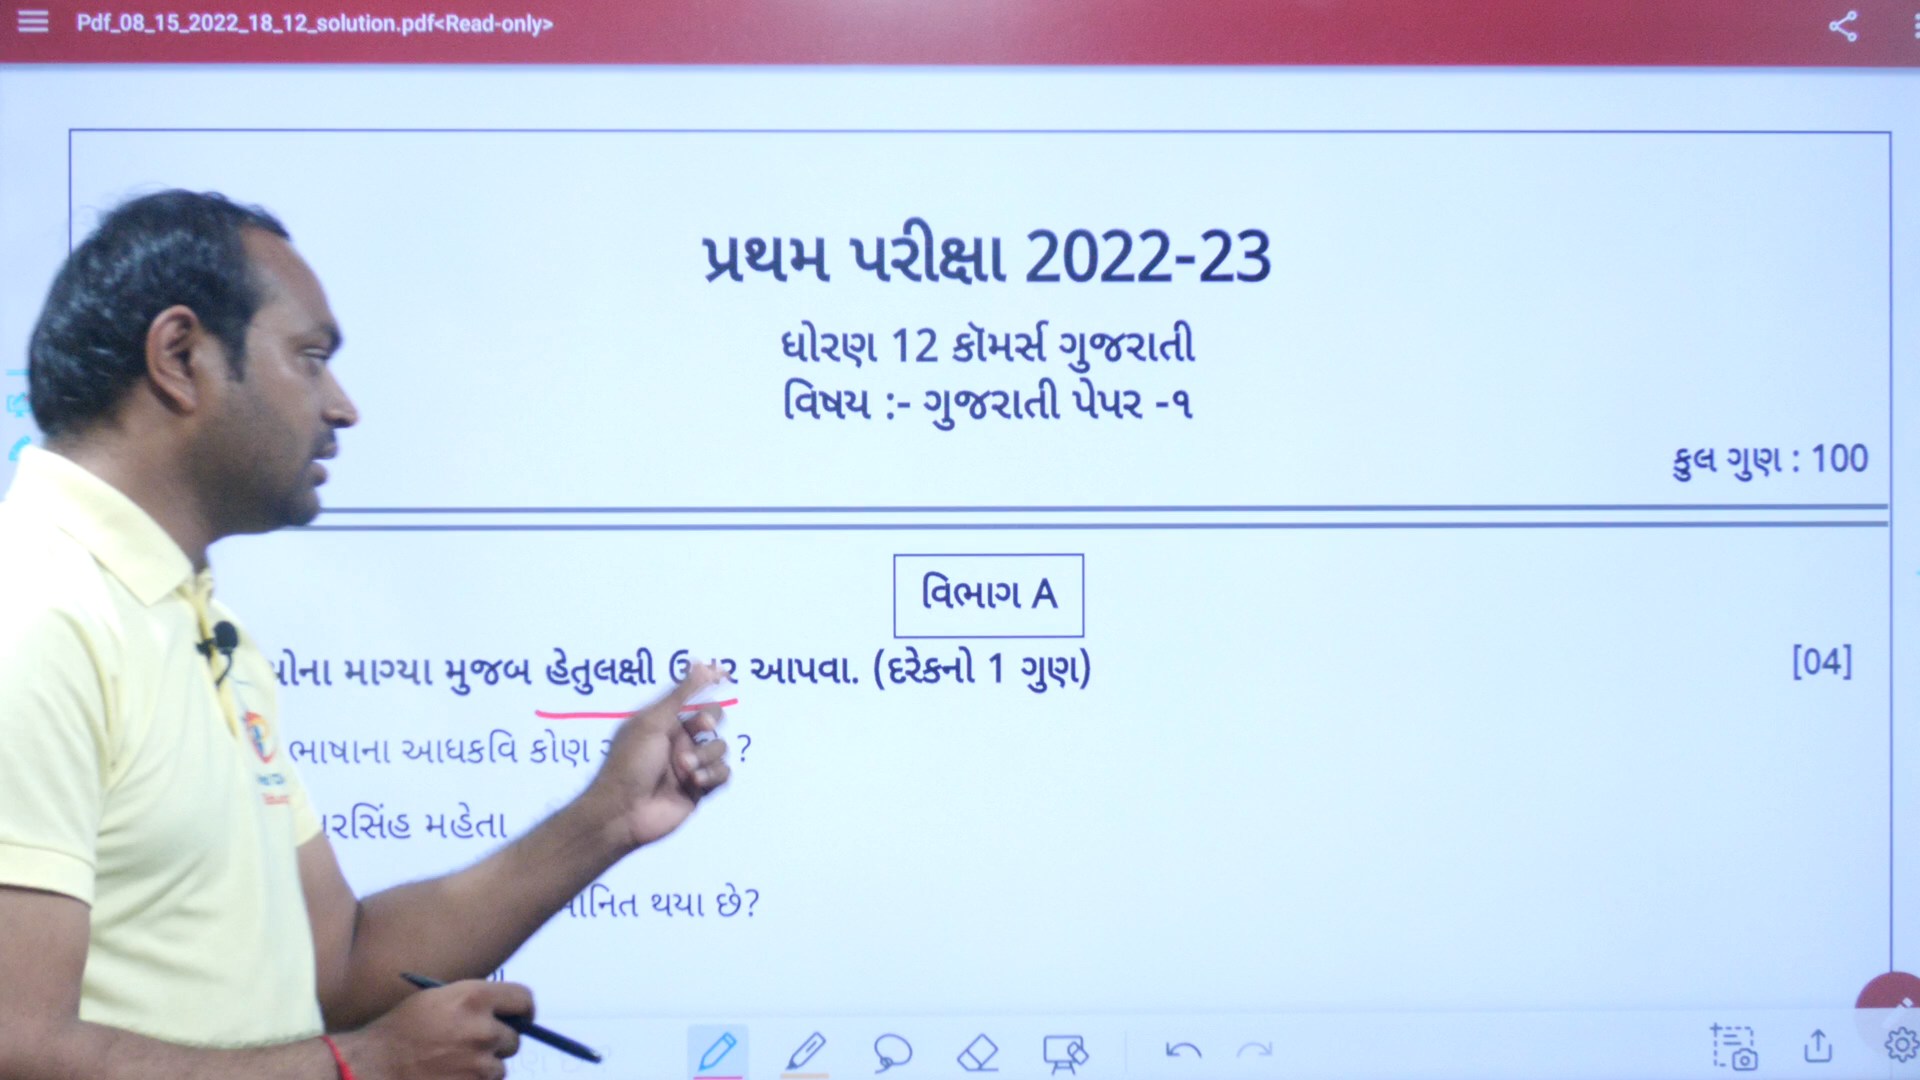 Pdf_08_15_2022_18_12_solution.pdf<Read-only>
પ્રથમ પરીક્ષા 2022-23
ધોરણ 12 કૉમર્સ ગુજરાતી
વિષય :- ગુજરાતી પેપર -૧
કુલ ગુણ : 100
વિભાગ A
માગ્યા મુજબ હેતુલક્ષી આપવા. (દરેકનો 1 ગુણ) [04]
ભાષાના આદ્યકવિ કોણ ?
મહેતા
થયા છે?